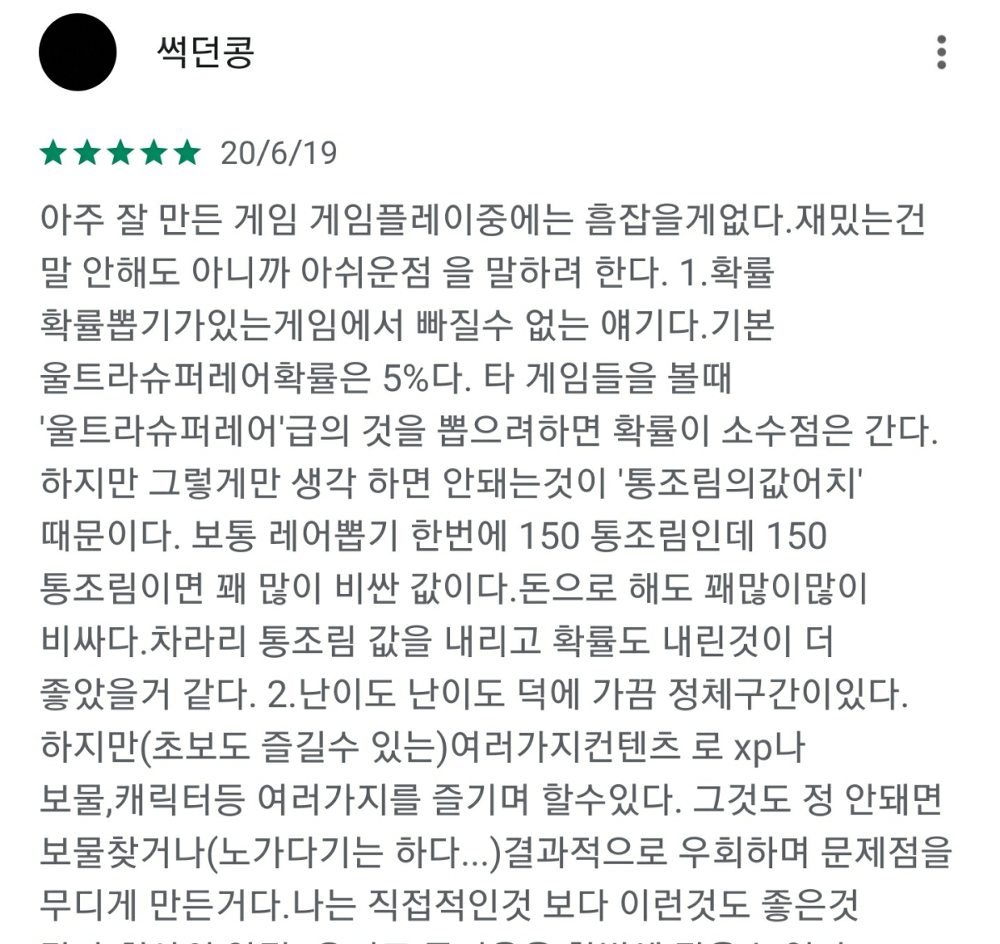 썩던콩
20/6/19
아주 잘 만든 게임 게임플레이중에는 흠잡을게없다.재밌는건
말 안해도 아니까 아쉬운점 을 말하려 한다. 1.확률
확률뽑기가있는게임에서 빠질수 없는 얘기다.기본
울트라슈퍼레어확률은 5%다. 타 게임들을 볼때
'울트라슈퍼레어'급의 것을 뽑으려하면 확률이 소수점은 간다.
하지만 그렇게만 생각 하면 안돼는것이 '통조림의값어치'
때문이다. 보통 레어뽑기 한번에 150 통조림인데 150
통조림이면 꽤 많이 비싼 값이다.돈으로 해도 꽤많이많이
비싸다.차라리 통조림 값을 내리고 확률도 내린것이 더
좋았을거 같다. 2.난이도 난이도 덕에 가끔 정체구간이있다.
하지만(초보도 즐길수 있는)여러가지컨텐츠 로 xp나
보물,캐릭터등 여러가지를 즐기며 할수있다. 그것도 정 안돼면
보물찾거나(노가다기는 하다...)결과적으로 우회하며 문제점을
무디게 만든거다.나는 직접적인것 보다 이런것도 좋은것